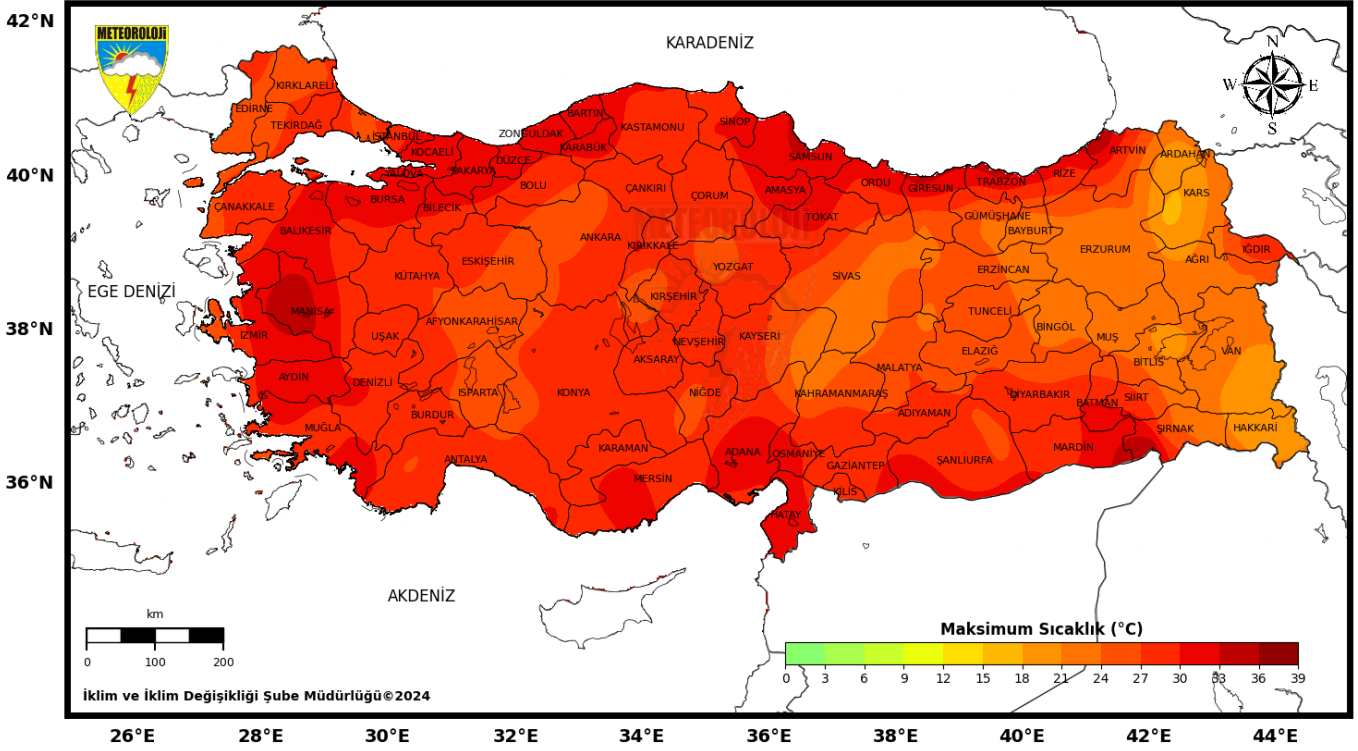 42°N
40°N
38°N
36°N
METEOROLOJİ
KARADENİZ
N
W E
S
KIRKLARELİ
EDİRNE
TEKİRDAĞ
İSTANBUL
KOCAELİ
YALOVA
SAKARYA
DÜZCE
ZONGULDAK
BARTIN
KARABÜK
KASTAMONU
SİNOP
SAMSUN
ORDU
GİRESUN
TRABZON
RİZE
ARTVİN
ARDAHAN
KARS
ÇANAKKALE
BURSA
BİLECİK
BOLU
ÇANKIRI
ÇORUM
AMASYA
TOKAT
GÜMÜŞHANE
BAYBURT
ERZURUM
AĞRI
IĞDIR
BALIKESİR
KÜTAHYA
ESKİŞEHİR
ANKARA
KIRIKKALE
METEOROLOJİ
YOZGAT
SİVAS
ERZİNCAN
EGE DENİZİ
MANİSA
İZMİR
UŞAK
AFYONKARAHİSAR
KIRŞEHİR
NEVŞEHİR
KAYSERİ
AKSARAY
MALATYA
TUNCELİ
ELAZIĞ
BİNGÖL
MUŞ
BİTLİS
VAN
AYDIN
DENİZLİ
ISPARTA
BURDUR
KONYA
NİĞDE
KAHRAMANMARAŞ
ADIYAMAN
DİYARBAKIR
BATMAN
SİİRT
ŞIRNAK
HAKKARİ
MUĞLA
ANTALYA
KARAMAN
MERSİN
ADANA
OSMANİYE
GAZİANTEP
KİLİS
ŞANLIURFA
MARDİN
HATAY
AKDENİZ
km
0 100 200
Maksimum Sıcaklık (°C)
0 3 6 9 12 15 18 21 24 27 30 33 36 39
İklim ve İklim Değişikliği Şube Müdürlüğü©2024
26°E 28°E 30°E 32°E 34°E 36°E 38°E 40°E 42°E 44°E